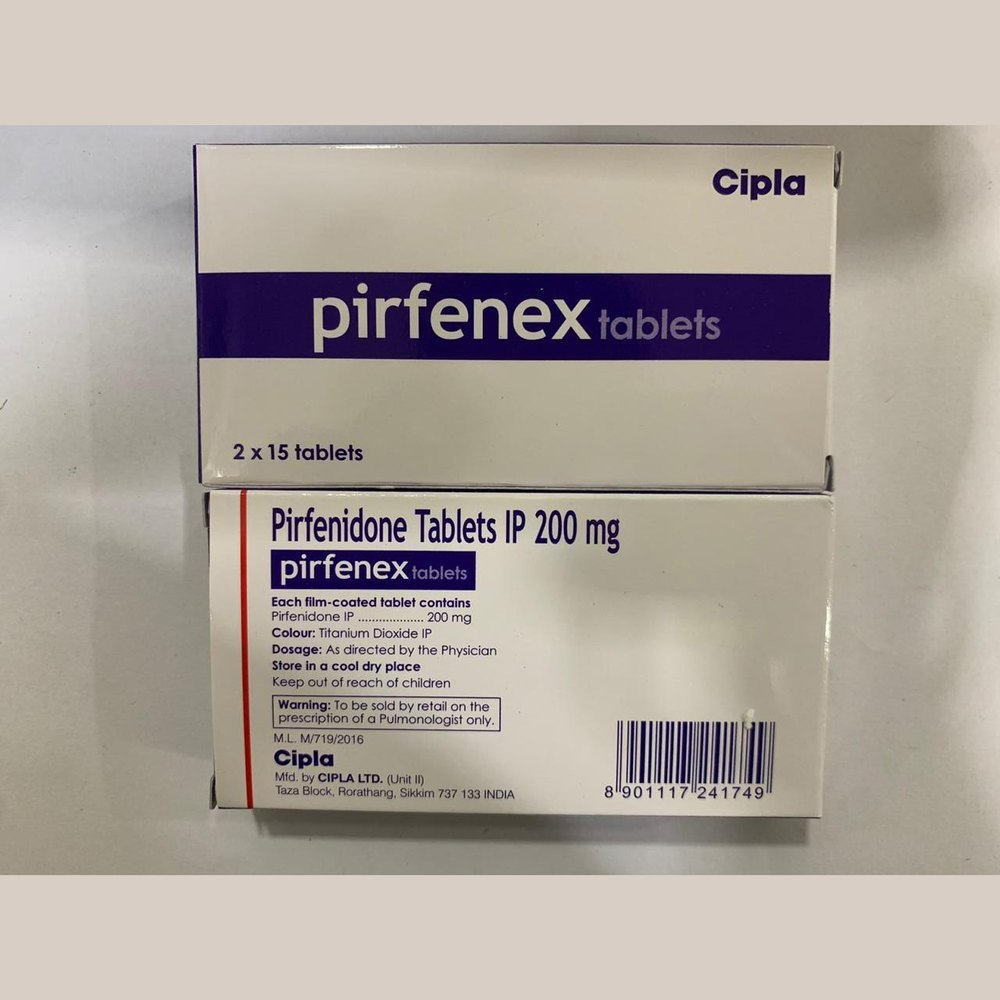 Cipla
pirfenex tablets
2 x 15 tablets
Pirfenidone Tablets IP 200 mg
pirfenex tablets
Each film-coated tablet contains
Pirfenidone IP ................... 200 mg
Colour: Titanium Dioxide IP
Dosage: As directed by the Physician
Store in a cool dry place
Keep out of reach of children
Warning: To be sold by retail on the
prescription of a Pulmonologist only.
M.L. M/719/2016
Cipla
Mfd. by CIPLA LTD. (Unit II)
Taza Block, Rorathang, Sikkim 737 133 INDIA
8 901117 241749